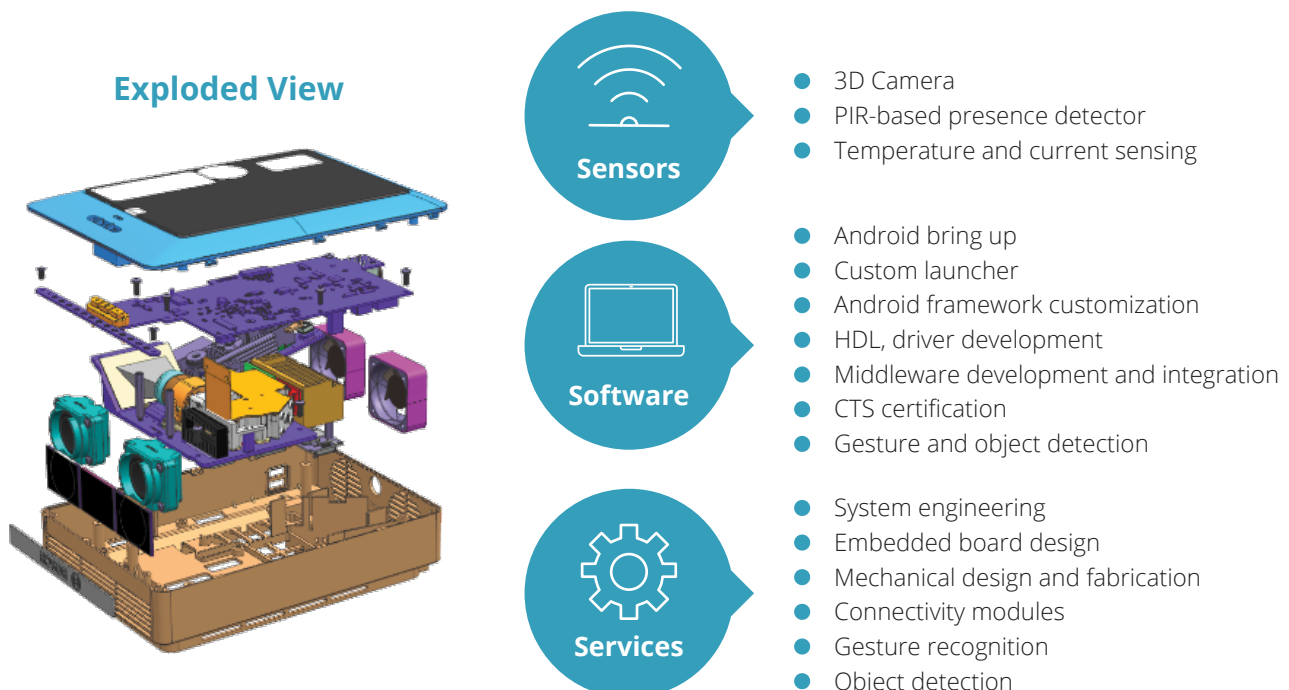 Exploded View
Sensors
3D Camera
PIR-based presence detector
Temperature and current sensing
Software
Android bring up
Custom launcher
Android framework customization
HDL, driver development
Middleware development and integration
CTS certification
Gesture and object detection
Services
System engineering
Embedded board design
Mechanical design and fabrication
Connectivity modules
Gesture recognition
Object detection